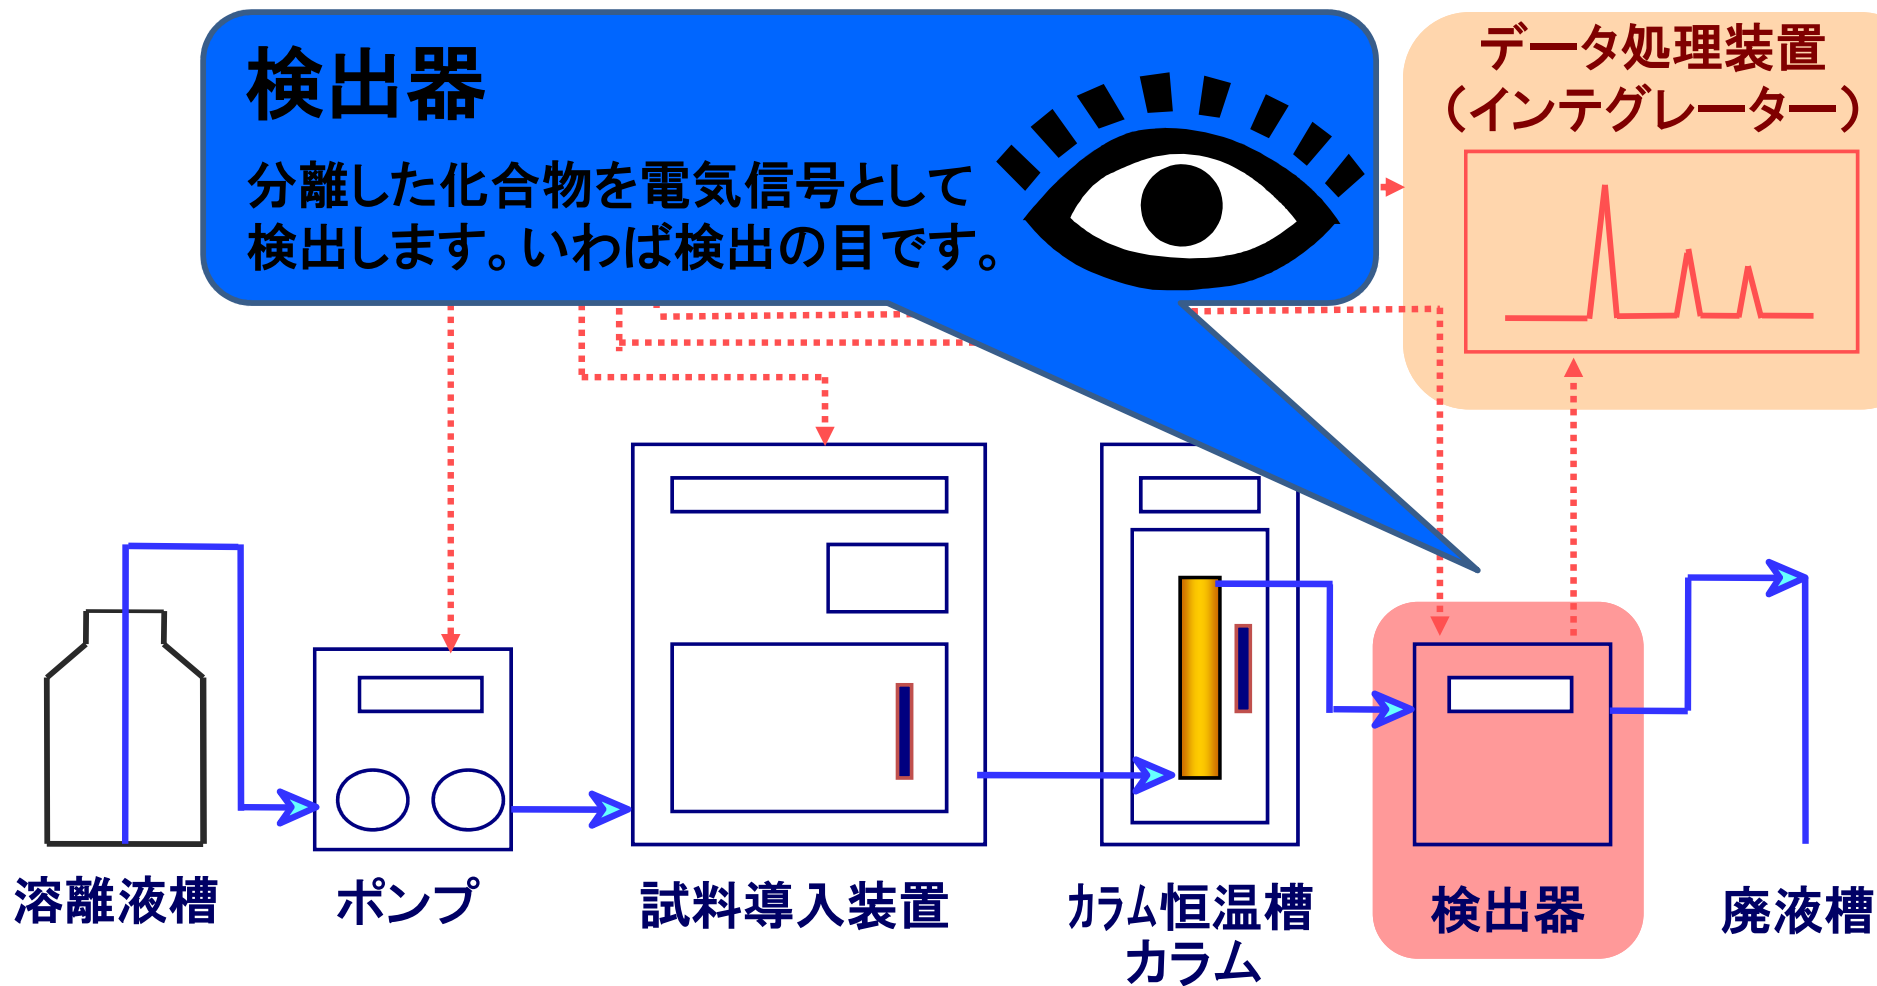 検出器
分離した化合物を電気信号として
検出します。いわば検出の目です。
データ処理装置
（インテグレーター）
溶離液槽
ポンプ
試料導入装置
ｶﾗﾑ恒温槽
カラム
検出器
廃液槽